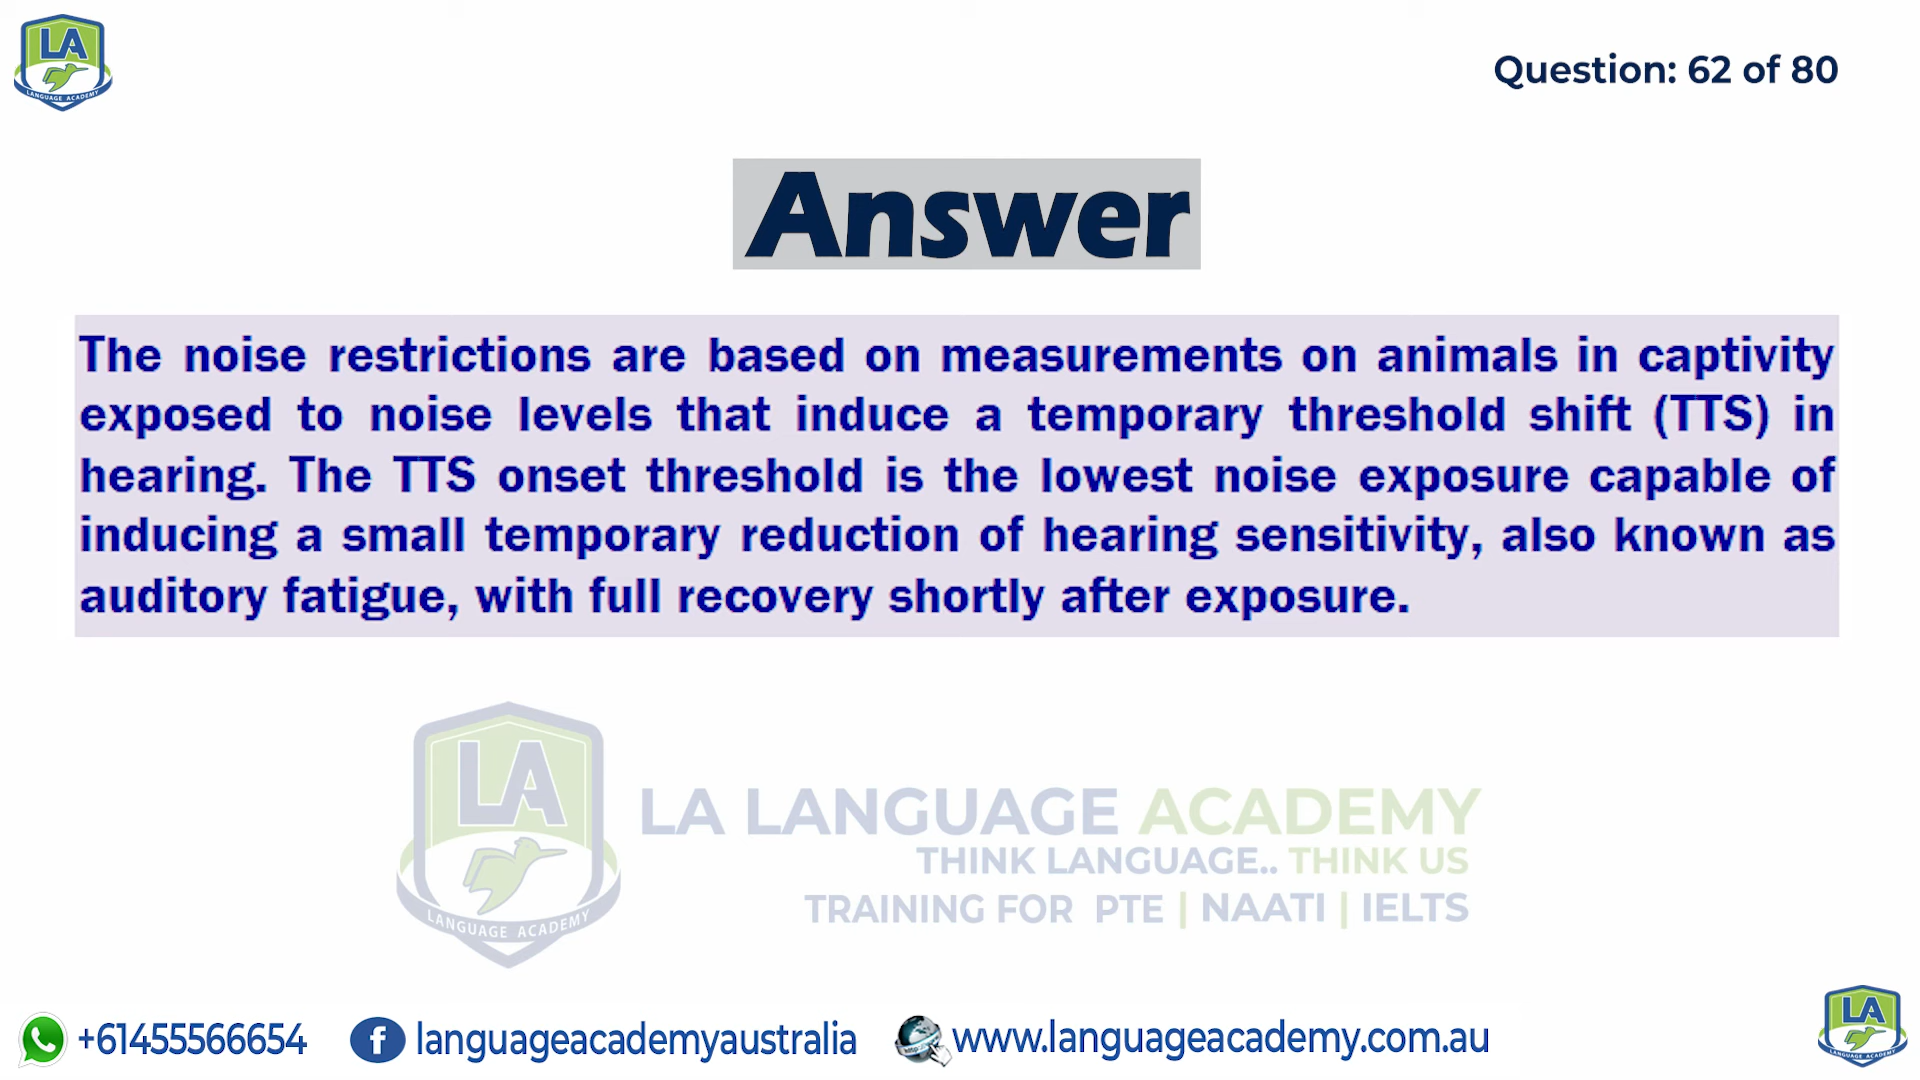 LA
LANGUAGE ACADEMY
Question: 62 of 80
Answer
The noise restrictions are based on measurements on animals in captivity
exposed to noise levels that induce a temporary threshold shift (TTS) in
hearing. The TTS onset threshold is the lowest noise exposure capable of
inducing a small temporary reduction of hearing sensitivity, also known as
auditory fatigue, with full recovery shortly after exposure.
LA
LANGUAGE ACADEMY
LA LANGUAGE ACADEMY
THINK LANGUAGE.. THINK US
TRAINING FOR PTE | NAATI | IELTS
+61455566654
f
languageacademyaustralia
http
www.languageacademy.com.au
LA
LANGUAGE ACADEMY